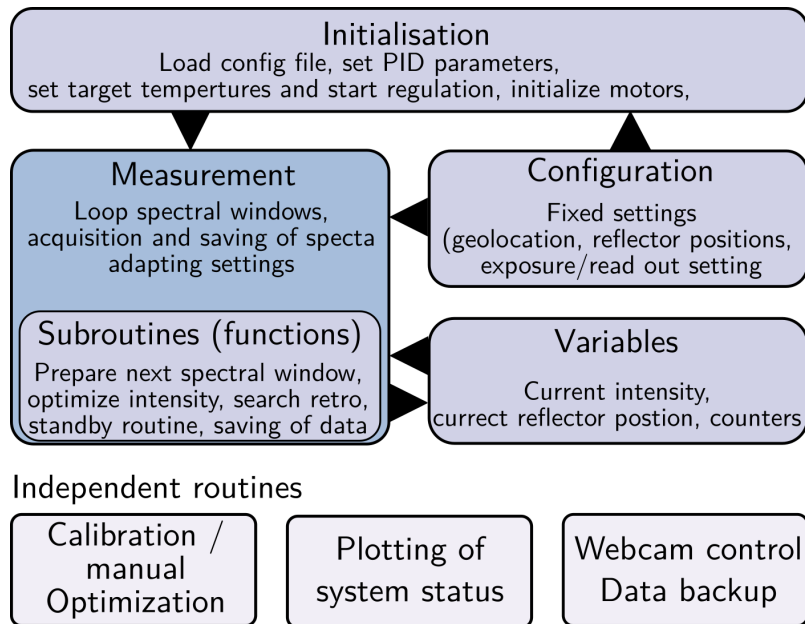 Initialisation
Load config file, set PID parameters,
set target tempertures and start regulation, initialize motors,
Measurement
Loop spectral windows,
acquisition and saving of specta
adapting settings
Configuration
Fixed settings
(geolocation, reflector positions,
exposure/read out setting
Subroutines (functions)
Prepare next spectral window,
optimize intensity, search retro,
standby routine, saving of data
Variables
Current intensity,
currect reflector postion, counters
Independent routines
Calibration /
manual
Optimization
Plotting of
system status
Webcam control
Data backup